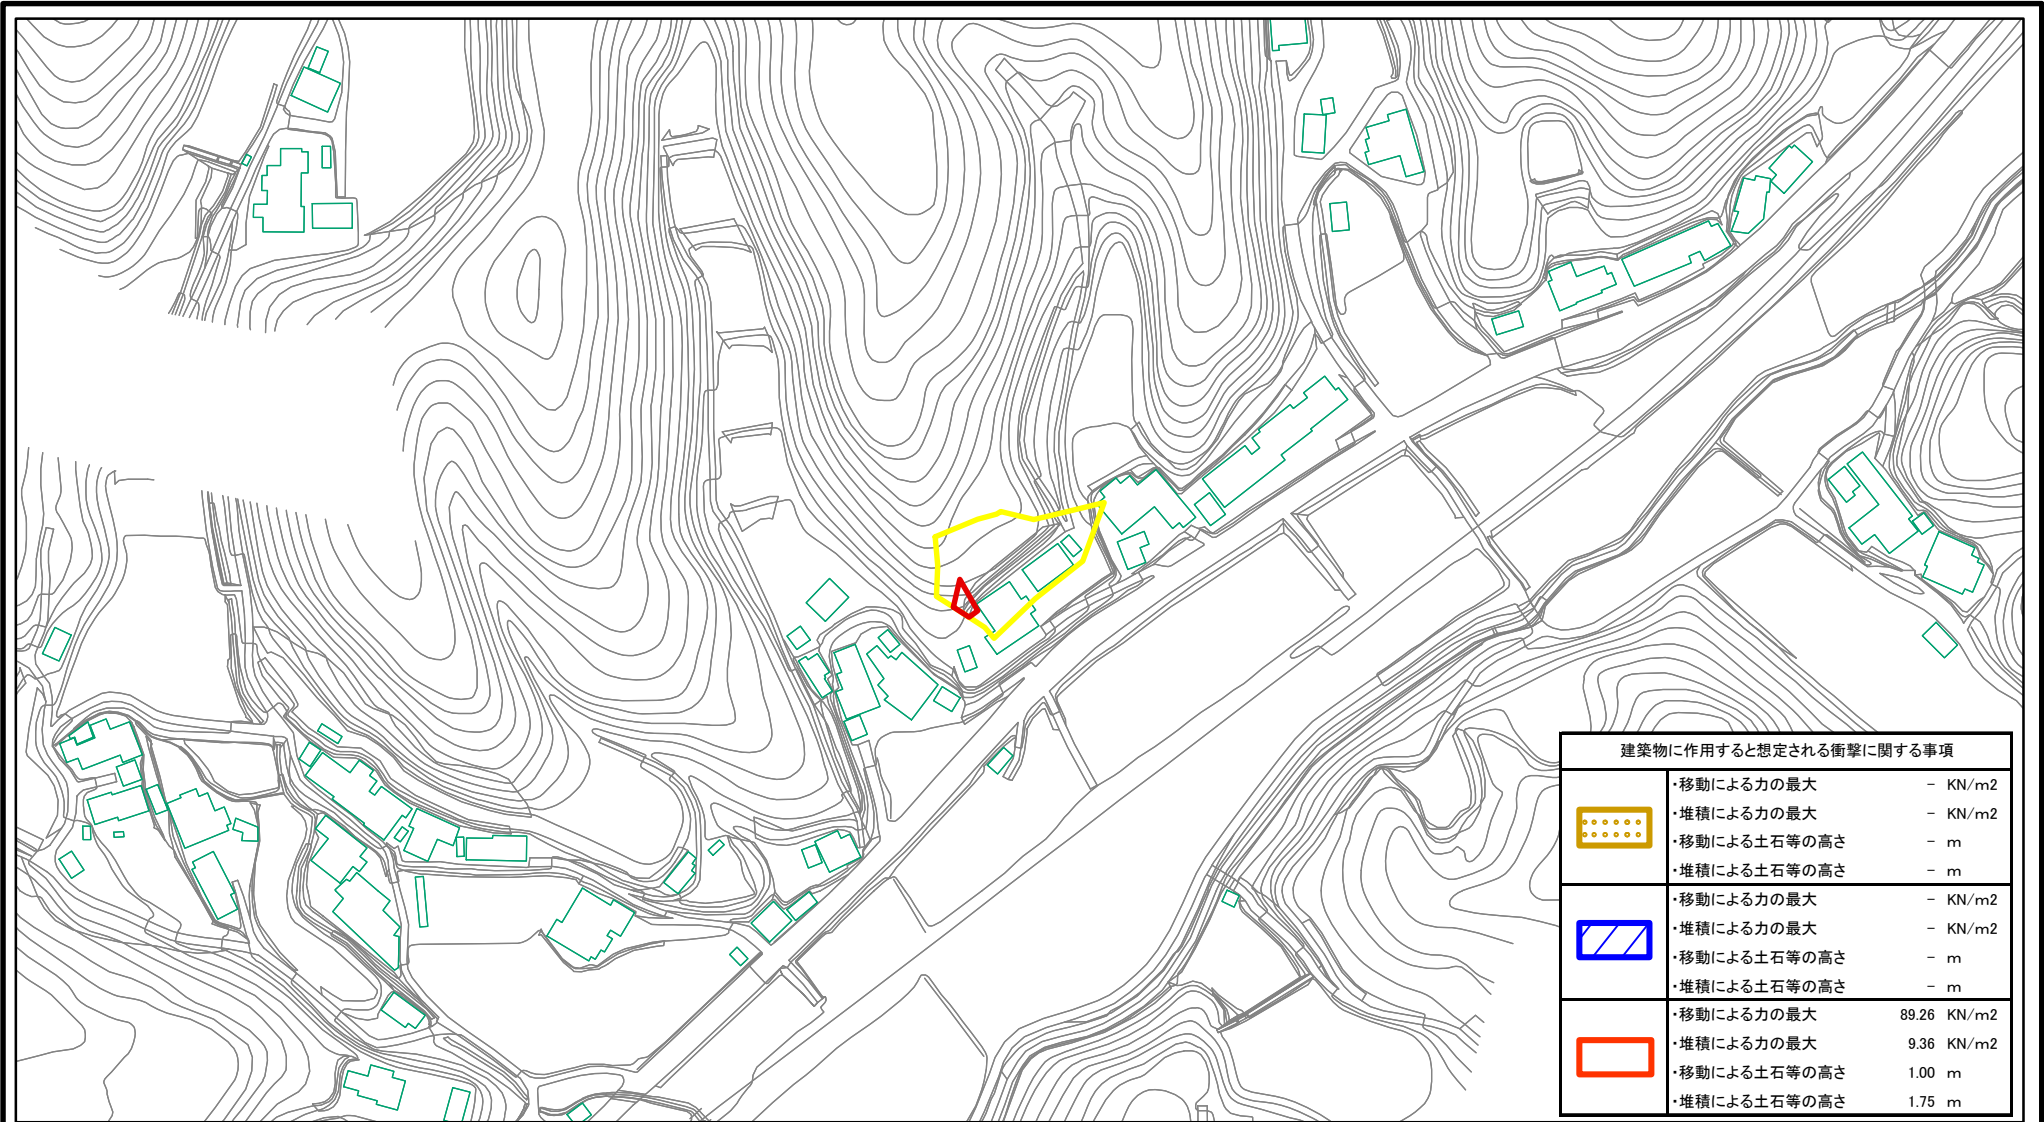 建築物に作用すると想定される衝撃に関する事項
・移動による力の最大 － KN/m2
・堆積による力の最大 － KN/m2
・移動による土石等の高さ － m
・堆積による土石等の高さ － m
・移動による力の最大 － KN/m2
・堆積による力の最大 － KN/m2
・移動による土石等の高さ － m
・堆積による土石等の高さ － m
・移動による力の最大 89.26 KN/m2
・堆積による力の最大 9.36 KN/m2
・移動による土石等の高さ 1.00 m
・堆積による土石等の高さ 1.75 m